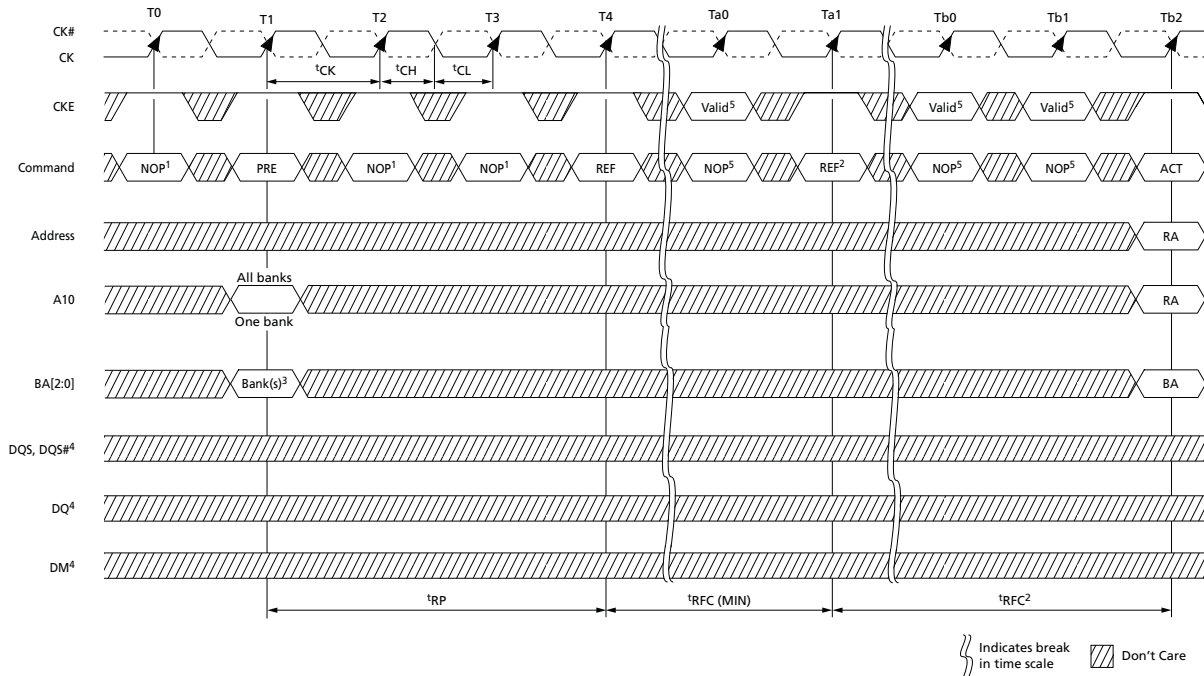 T0 T1 T2 T3 T4 Ta0 Ta1 Tb0 Tb1 Tb2
CK#
CK
tCK tCH tCL
CKE Valid5 Valid5 Valid5
Command NOP1 PRE NOP1 NOP1 REF NOP5 REF2 NOP5 NOP5 ACT
Address RA
All banks
A10 RA
One bank
BA[2:0] Bank(s)3 BA
DQS, DQS#4
DQ4
DM4
tRP tRFC (MIN) tRFC2
Indicates break
in time scale
Don't Care